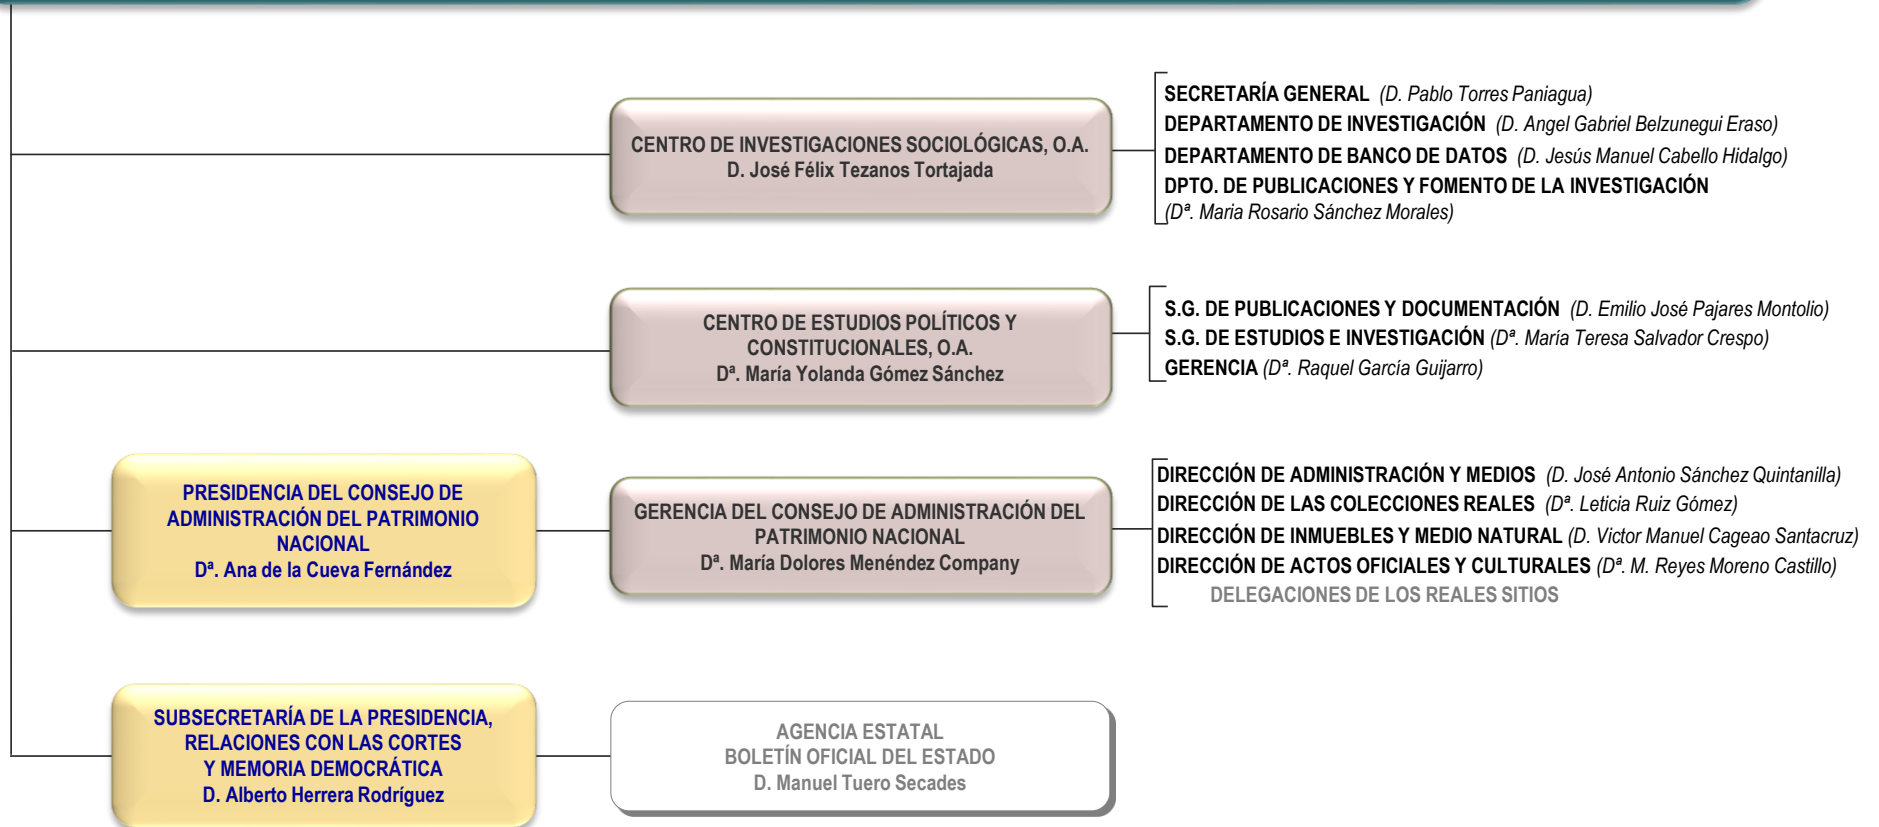 CENTRO DE INVESTIGACIONES SOCIOLÓGICAS, O.A.
D. José Félix Tezanos Tortajada
SECRETARÍA GENERAL (D. Pablo Torres Paniagua)
DEPARTAMENTO DE INVESTIGACIÓN (D. Angel Gabriel Belzunegui Eraso)
DEPARTAMENTO DE BANCO DE DATOS (D. Jesús Manuel Cabello Hidalgo)
DPTO. DE PUBLICACIONES Y FOMENTO DE LA INVESTIGACIÓN
(Dª. Maria Rosario Sánchez Morales)
CENTRO DE ESTUDIOS POLÍTICOS Y
CONSTITUCIONALES, O.A.
Dª. María Yolanda Gómez Sánchez
S.G. DE PUBLICACIONES Y DOCUMENTACIÓN (D. Emilio José Pajares Montolio)
S.G. DE ESTUDIOS E INVESTIGACIÓN (Dª. María Teresa Salvador Crespo)
GERENCIA (Dª. Raquel García Guijarro)
PRESIDENCIA DEL CONSEJO DE
ADMINISTRACIÓN DEL PATRIMONIO
NACIONAL
Dª. Ana de la Cueva Fernández
GERENCIA DEL CONSEJO DE ADMINISTRACIÓN DEL
PATRIMONIO NACIONAL
Dª. María Dolores Menéndez Company
DIRECCIÓN DE ADMINISTRACIÓN Y MEDIOS (D. José Antonio Sánchez Quintanilla)
DIRECCIÓN DE LAS COLECCIONES REALES (Dª. Leticia Ruiz Gómez)
DIRECCIÓN DE INMUEBLES Y MEDIO NATURAL (D. Victor Manuel Cageao Santacruz)
DIRECCIÓN DE ACTOS OFICIALES Y CULTURALES (Dª. M. Reyes Moreno Castillo)
DELEGACIONES DE LOS REALES SITIOS
SUBSECRETARÍA DE LA PRESIDENCIA,
RELACIONES CON LAS CORTES
Y MEMORIA DEMOCRÁTICA
D. Alberto Herrera Rodríguez
AGENCIA ESTATAL
BOLETÍN OFICIAL DEL ESTADO
D. Manuel Tuero Secades